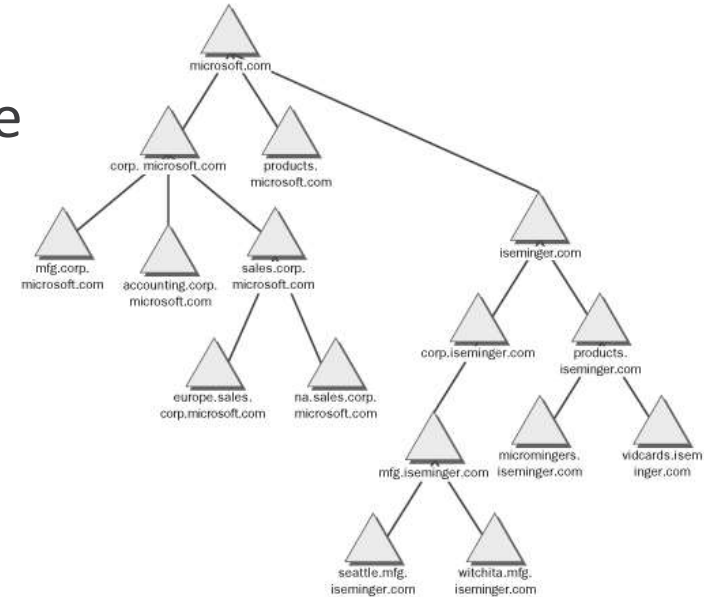 microsoft.com
e
corp. microsoft.com
products.
microsoft.com
mfg.corp.
microsoft.com
accounting.corp.
microsoft.com
sales.corp.
microsoft.com
iseminger.com
europe.sales.
corp.microsoft.com
na.sales.corp.
microsoft.com
corp.iseminger.com
products.
iseminger.com
mfg.iseminger.com
micromingers.
iseminger.com
vidcards.isem
inger.com
seattle.mfg.
iseminger.com
witchita.mfg.
iseminger.com